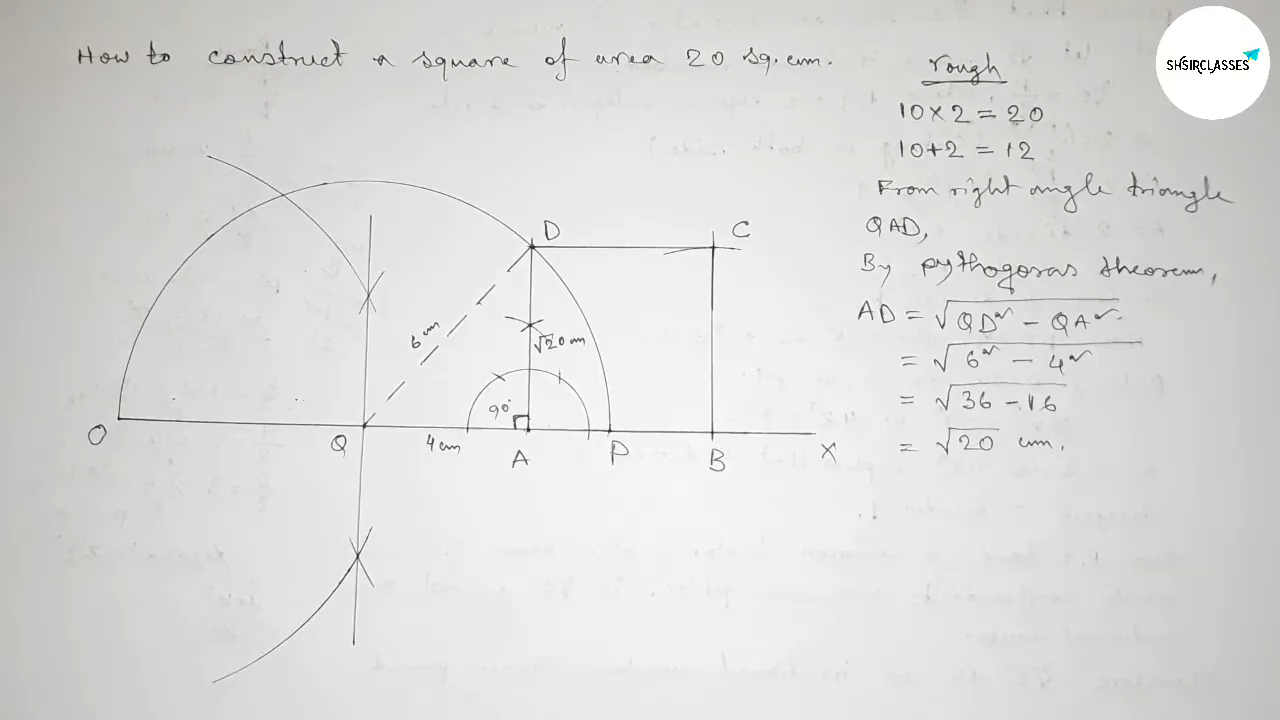 How to construct a square of area 20 sq.cm.
SHSIRCLASSES
rough
10×2 = 20
10+2 = 12
From right angle triangle
QAD,
By pythogoras theorem,
AD = √QD² - QA²
= √6² - 4²
= √36 - 16
= √20 cm.
D
C
6 cm
√20 cm
90°
O
Q
4cm
A
P
B
X